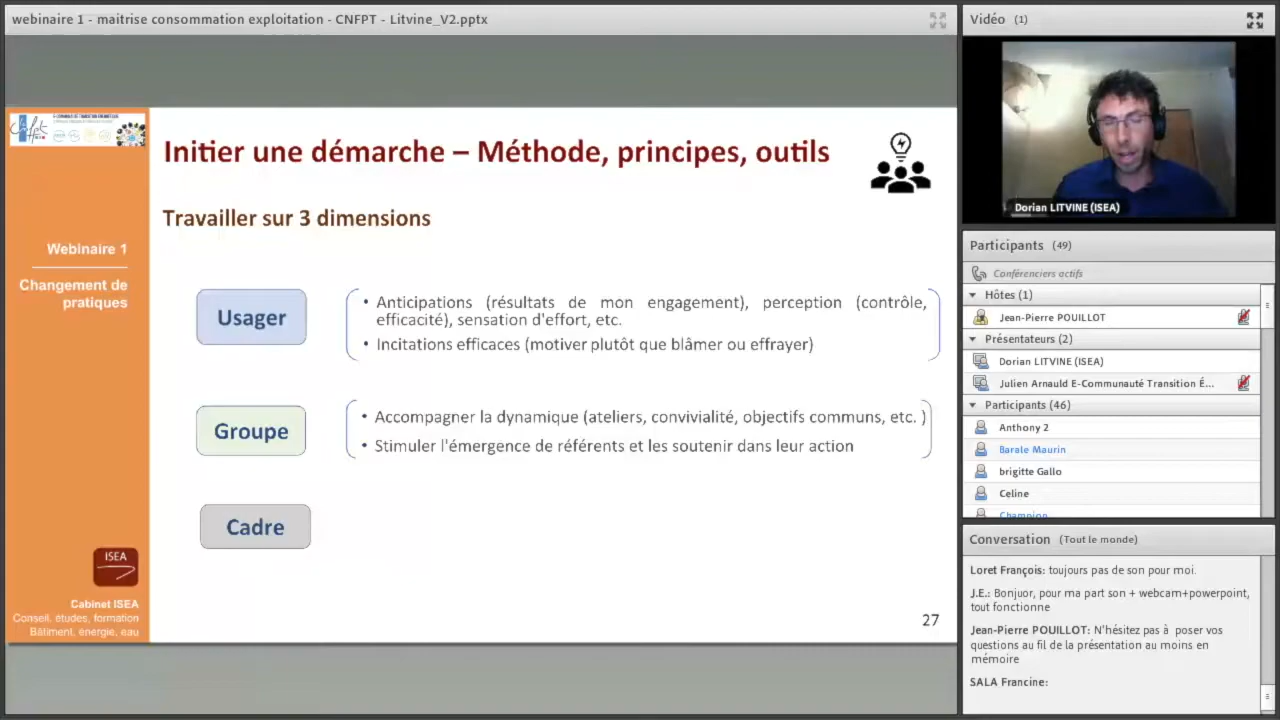 webinaire 1 - maitrise consommation exploitation - CNFPT - Litvine_V2.pptx
Initier une démarche – Méthode, principes, outils
Travailler sur 3 dimensions
Webinaire 1
Changement de
pratiques
Usager
• Anticipations (résultats de mon engagement), perception (contrôle,
efficacité), sensation d'effort, etc.
• Incitations efficaces (motiver plutôt que blâmer ou effrayer)
Groupe
• Accompagner la dynamique (ateliers, convivialité, objectifs communs, etc. )
• Stimuler l'émergence de référents et les soutenir dans leur action
Cadre
ISEA
Cabinet ISEA
Conseil, études, formation
Bâtiment, énergie, eau
27
Vidéo (1)
Dorian LITVINE (ISEA)
Participants (49)
Conférenciers actifs
Hôtes (1)
Jean-Pierre POUILLOT
Présentateurs (2)
Dorian LITVINE (ISEA)
Julien Arnauld E-Communauté Transition É...
Participants (46)
Anthony 2
Barale Maurin
brigitte Gallo
Celine
Champion
Conversation (Tout le monde)
Loret François: toujours pas de son pour moi.
J.E.: Bonjuor, pour ma part son + webcam+powerpoint,
tout fonctionne
Jean-Pierre POUILLOT: N'hésitez pas à poser vos
questions au fil de la présentation au moins en
mémoire
SALA Francine: